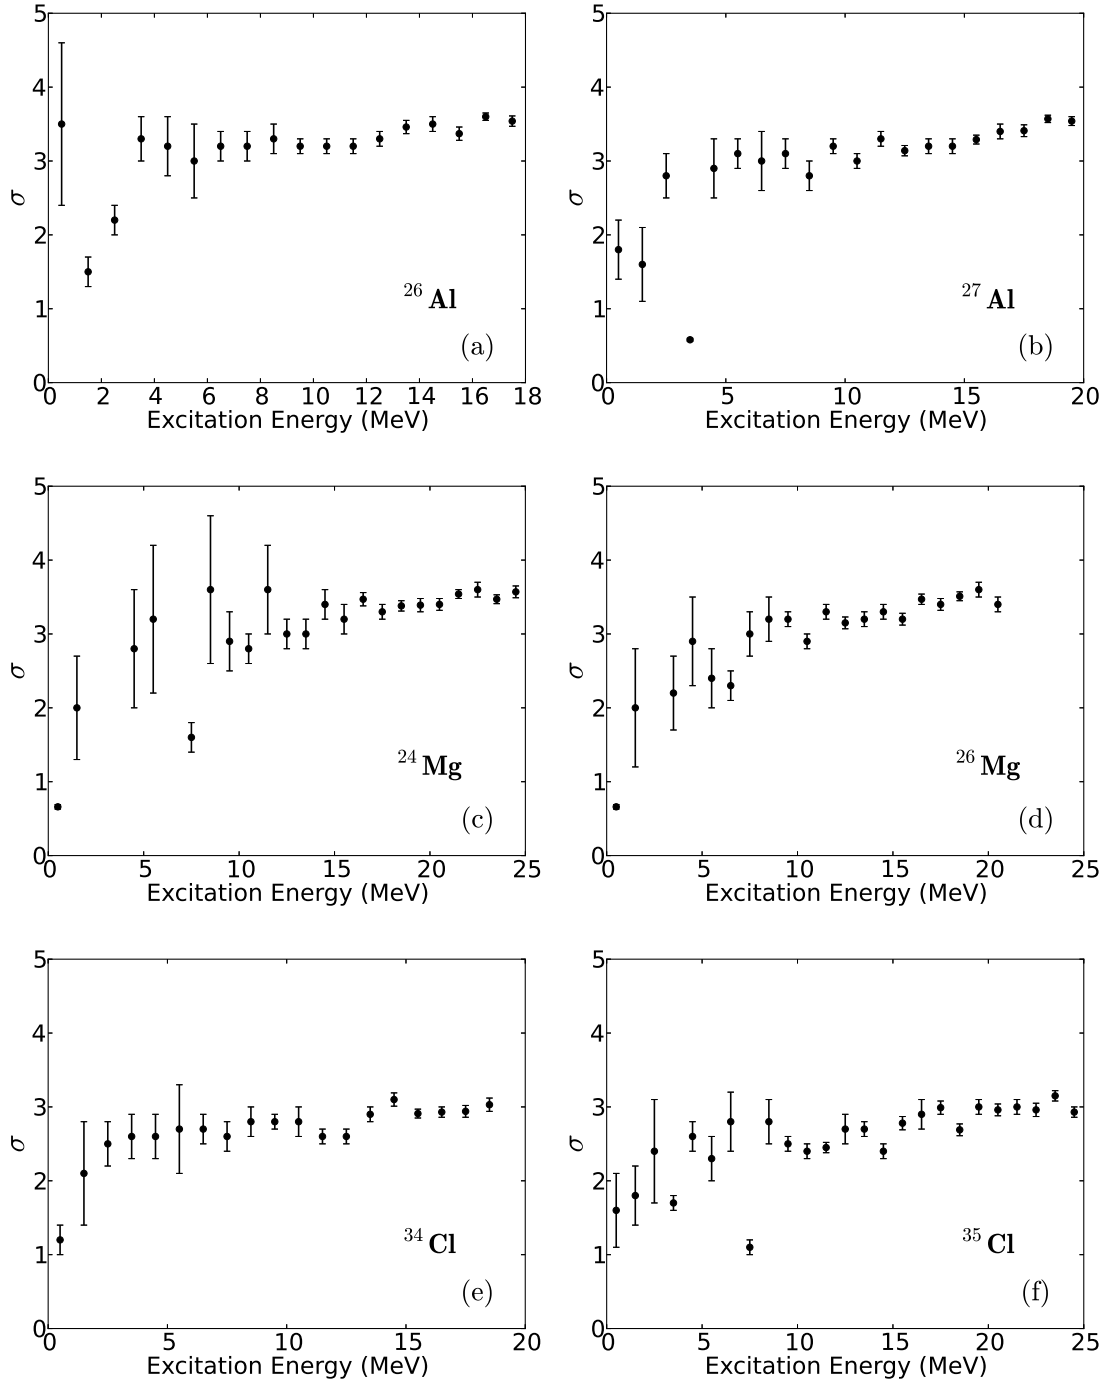 5
4
3
2
1
0
σ
0 2 4 6 8 10 12 14 16 18
Excitation Energy (MeV)
²⁶Al
(a)
5
4
3
2
1
0
σ
0 5 10 15 20
Excitation Energy (MeV)
²⁷Al
(b)
5
4
3
2
1
0
σ
0 5 10 15 20 25
Excitation Energy (MeV)
²⁴Mg
(c)
5
4
3
2
1
0
σ
0 5 10 15 20 25
Excitation Energy (MeV)
²⁶Mg
(d)
5
4
3
2
1
0
σ
0 5 10 15 20
Excitation Energy (MeV)
³⁴Cl
(e)
5
4
3
2
1
0
σ
0 5 10 15 20 25
Excitation Energy (MeV)
³⁵Cl
(f)